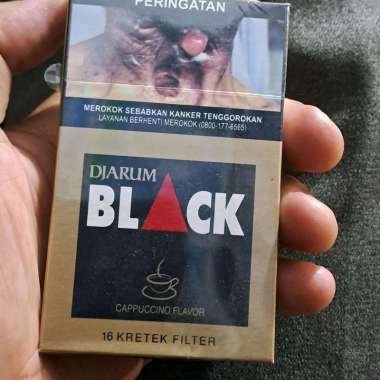 PERINGATAN
MEROKOK SEBABKAN KANKER TENGGOROKAN
LAYANAN BERHENTI MEROKOK (0800-177-6565)
DJARUM
BLACK
CAPPUCCINO FLAVOR
16 KRETEK FILTER